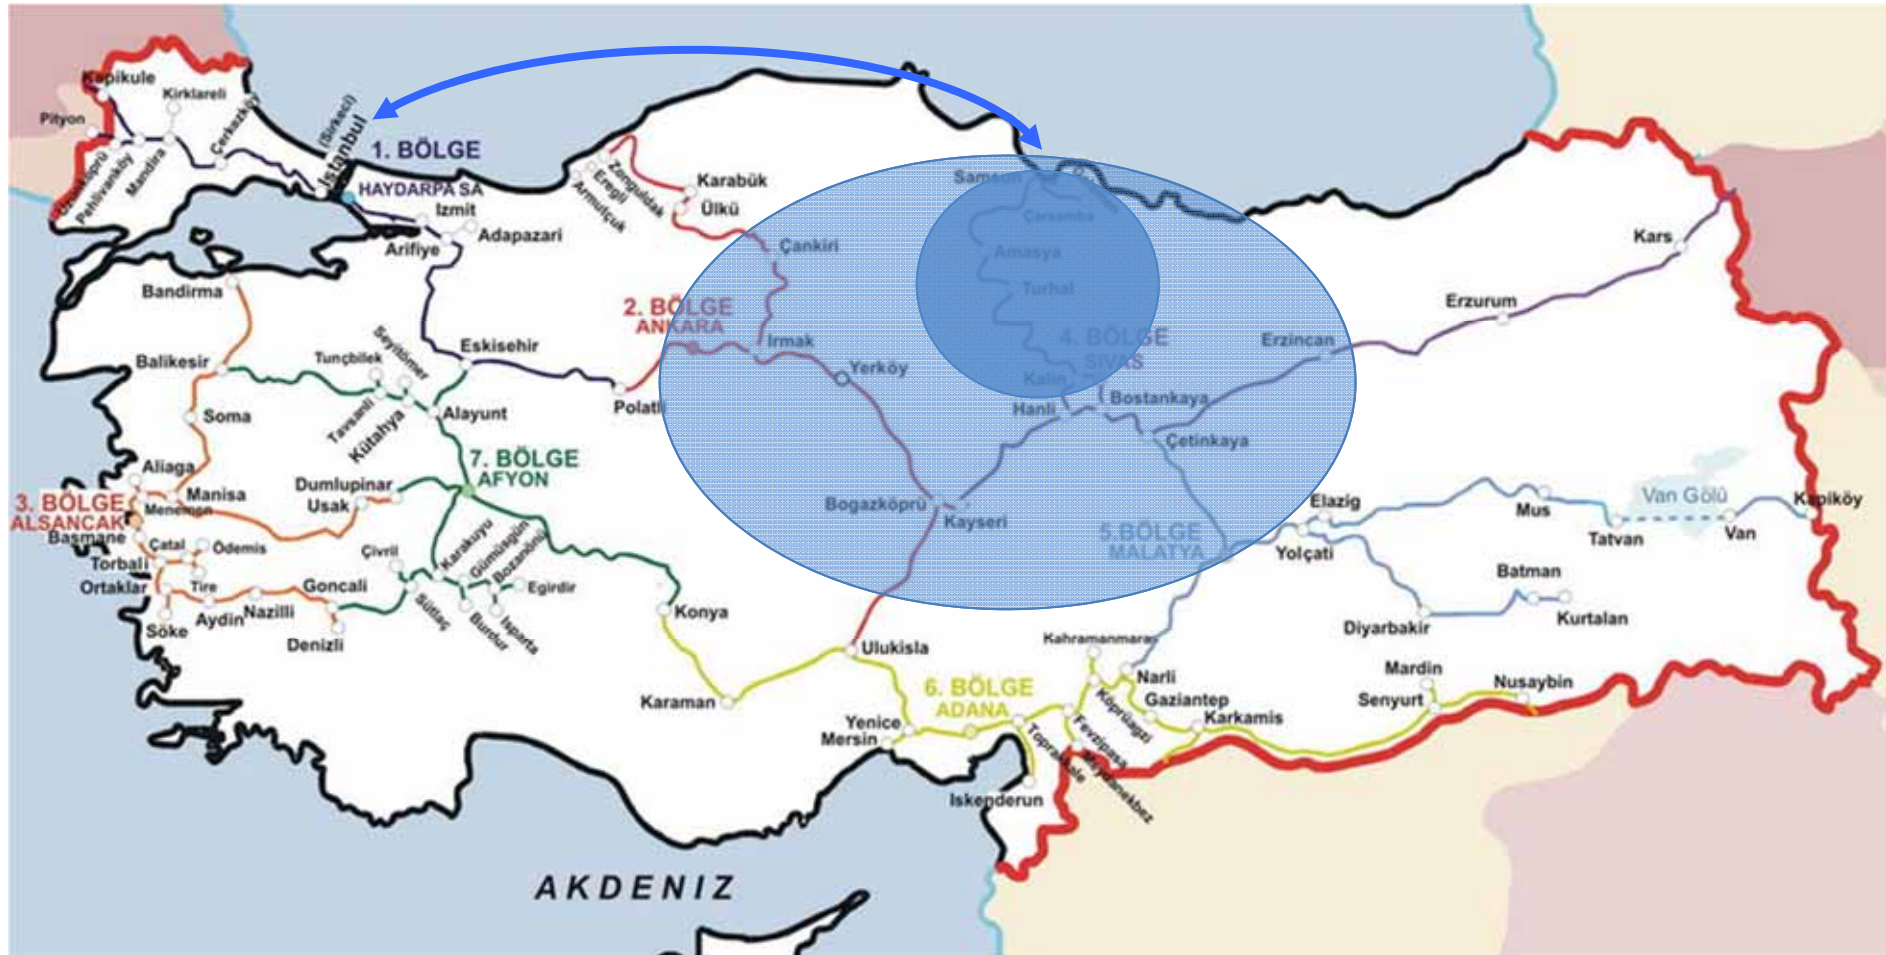 Kapikule
Kirklareli
Pityon
Çerkazköy
(Sirkeci)
Istanbul
Uzunköprü
Pehlivanköy
Mandira
1. BÖLGE
HAYDARPA SA
Izmit
Adapazari
Arifiye
Zonguldak
Eregli
Armutçuk
Karabük
Ülkü
Çankiri
Samsun
Çarsamba
Amasya
Turhal
Kars
Erzurum
Erzincan
Bandirma
2. BÖLGE
ANKARA
Irmak
Yerköy
4. BÖLGE
SIVAS
Kalin
Hanli
Bostankaya
Çetinkaya
Balikesir
Tunçbilek
Seyitömer
Eskisehir
Polatli
Soma
Tavsanli
Kütahya
Alayunt
Aliaga
Manisa
Menemen
3. BÖLGE
ALSANCAK
Basmane
Dumlupinar
Usak
7. BÖLGE
AFYON
Bogazköprü
Kayseri
5.BÖLGE
MALATYA
Elazig
Yolçati
Mus
Tatvan
Van Gölü
Van
Kapiköy
Çatal
Ödemis
Torbali
Ortaklar
Tire
Söke
Aydin
Nazilli
Goncali
Denizli
Çivril
Sütlaç
Karakuyu
Gümüsgün
Bozanönü
Egirdir
Burdur
Isparta
Konya
Batman
Kurtalan
Diyarbakir
Karaman
Ulukisla
Kahramanmaras
Narli
Köprüagzi
Gaziantep
Karkamis
Mardin
Senyurt
Nusaybin
6. BÖLGE
ADANA
Yenice
Mersin
Toprakkale
Fevzipasa
Meydanekbez
Iskenderun
AKDENIZ